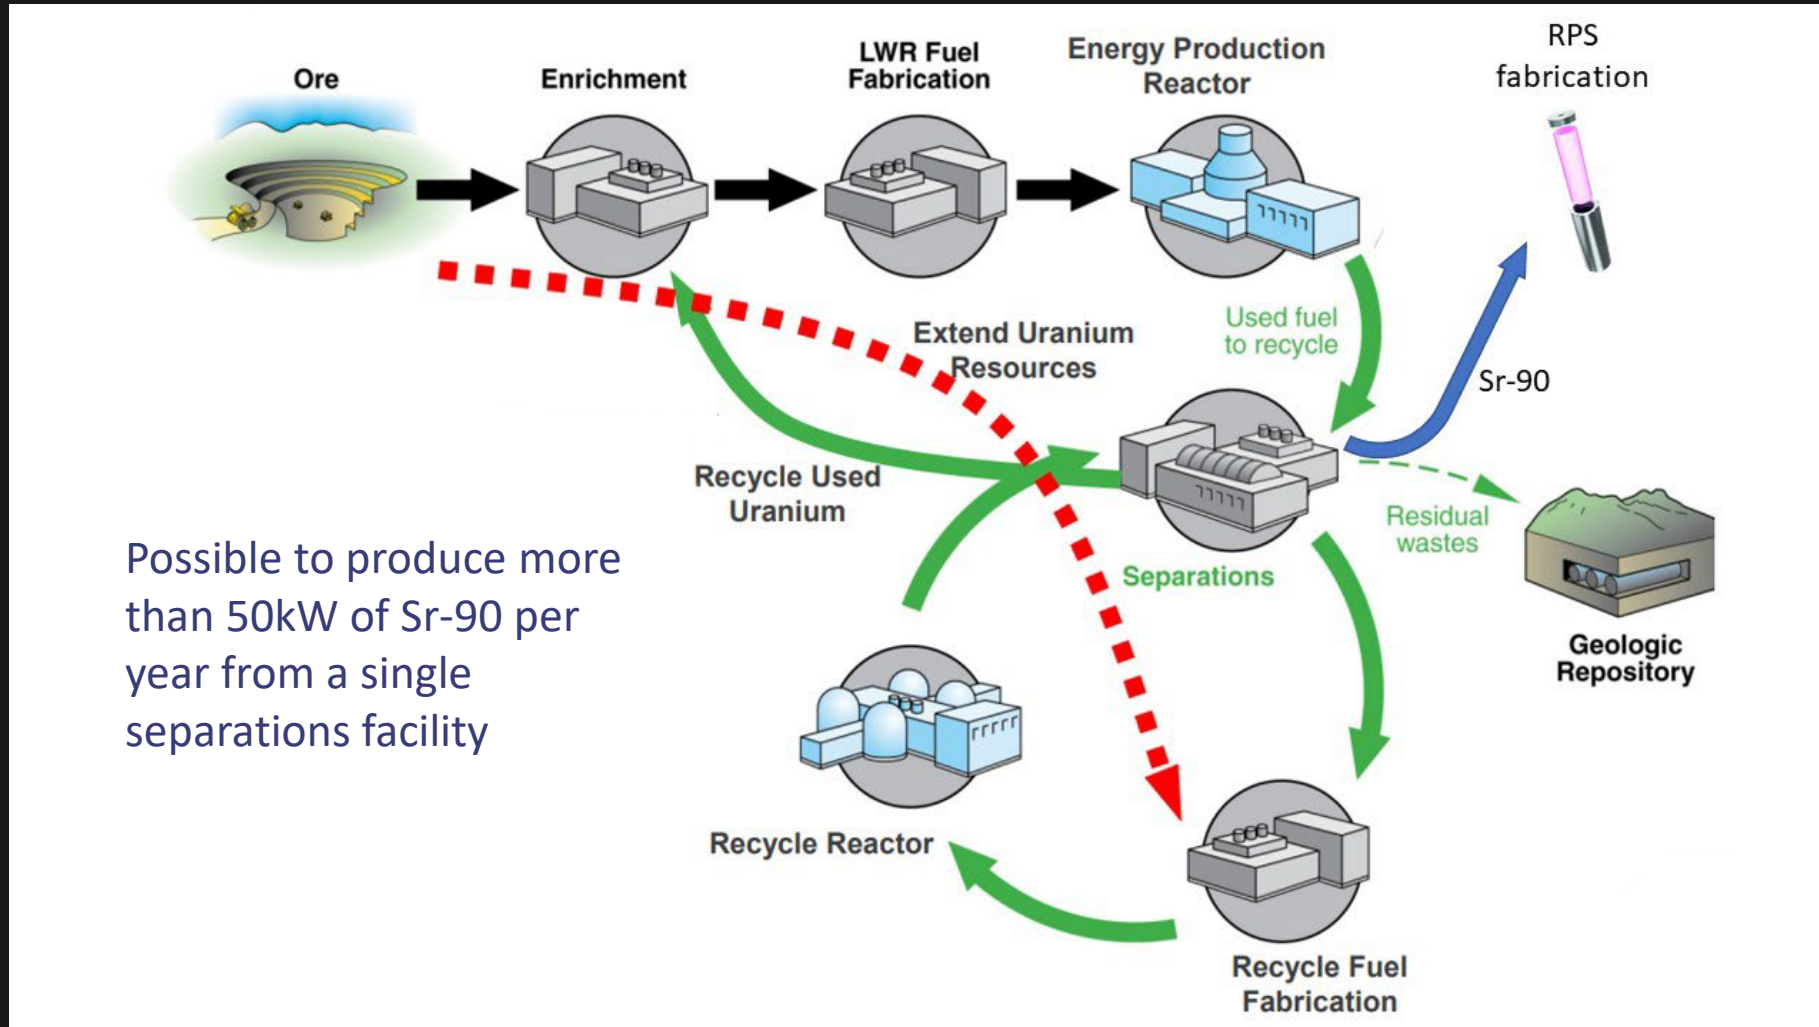 Ore
Enrichment
LWR Fuel
Fabrication
Energy Production
Reactor
RPS
fabrication
Extend Uranium
Resources
Used fuel
to recycle
Sr-90
Recycle Used
Uranium
Residual
wastes
Separations
Possible to produce more
than 50kW of Sr-90 per
year from a single
separations facility
Geologic
Repository
Recycle Reactor
Recycle Fuel
Fabrication